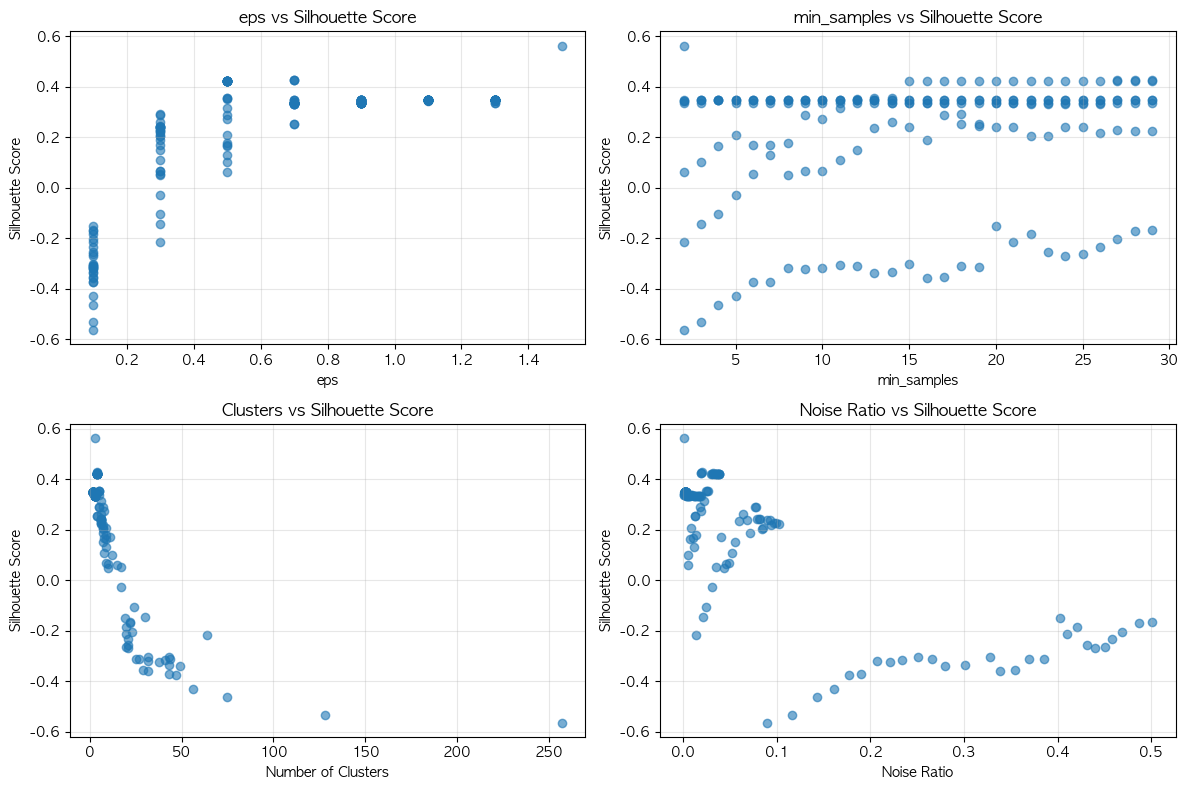 eps vs Silhouette Score
0.6
0.4
0.2
0.0
-0.2
-0.4
-0.6
Silhouette Score
0.2 0.4 0.6 0.8 1.0 1.2 1.4
eps
min_samples vs Silhouette Score
0.6
0.4
0.2
0.0
-0.2
-0.4
-0.6
Silhouette Score
5 10 15 20 25 30
min_samples
Clusters vs Silhouette Score
0.6
0.4
0.2
0.0
-0.2
-0.4
-0.6
Silhouette Score
0 50 100 150 200 250
Number of Clusters
Noise Ratio vs Silhouette Score
0.6
0.4
0.2
0.0
-0.2
-0.4
-0.6
Silhouette Score
0.0 0.1 0.2 0.3 0.4 0.5
Noise Ratio